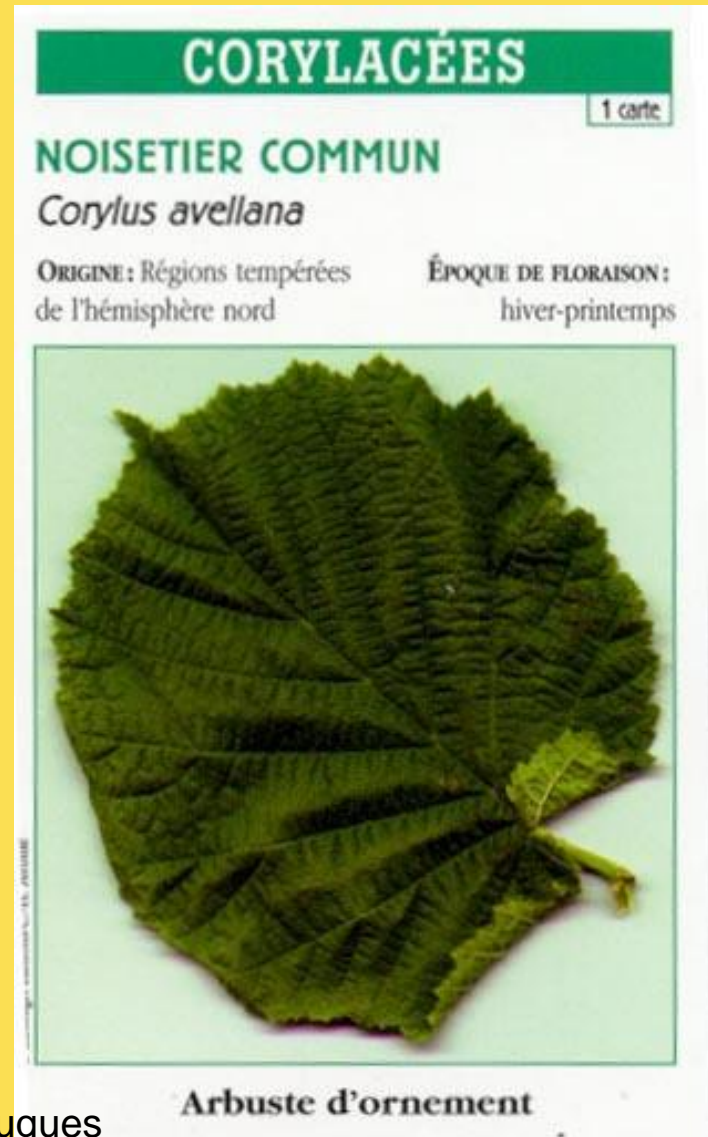 CORYLACÉES
1 carte
NOISETIER COMMUN
Corylus avellana
ORIGINE : Régions tempérées
de l'hémisphère nord
ÉPOQUE DE FLORAISON :
hiver-printemps
Arbuste d'ornement